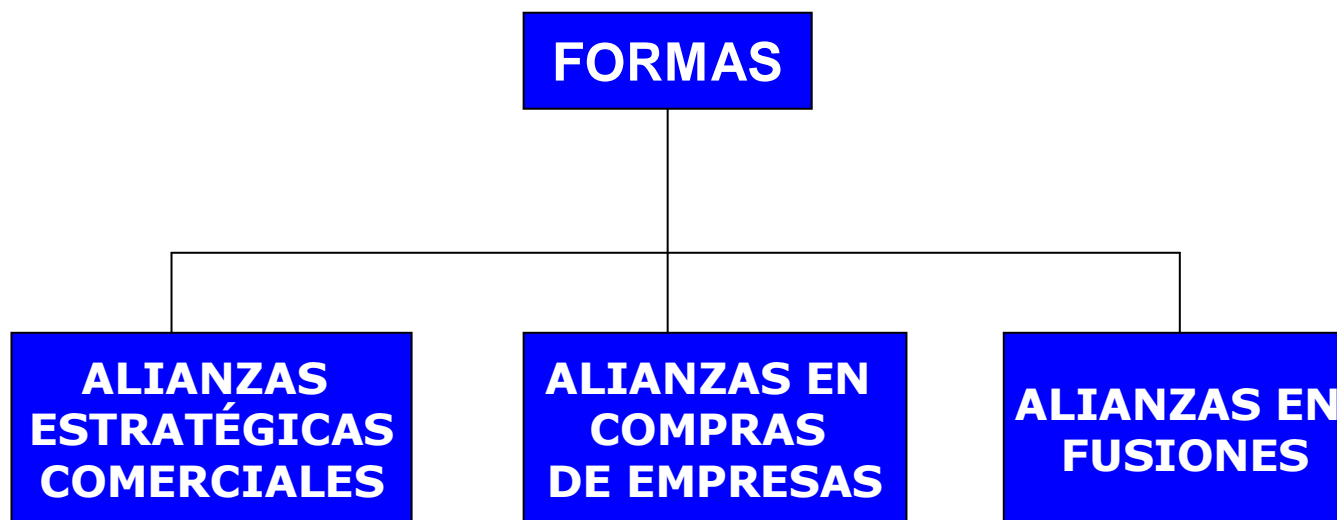 FORMAS
ALIANZAS
ESTRATÉGICAS
COMERCIALES
ALIANZAS EN
COMPRAS
DE EMPRESAS
ALIANZAS EN
FUSIONES